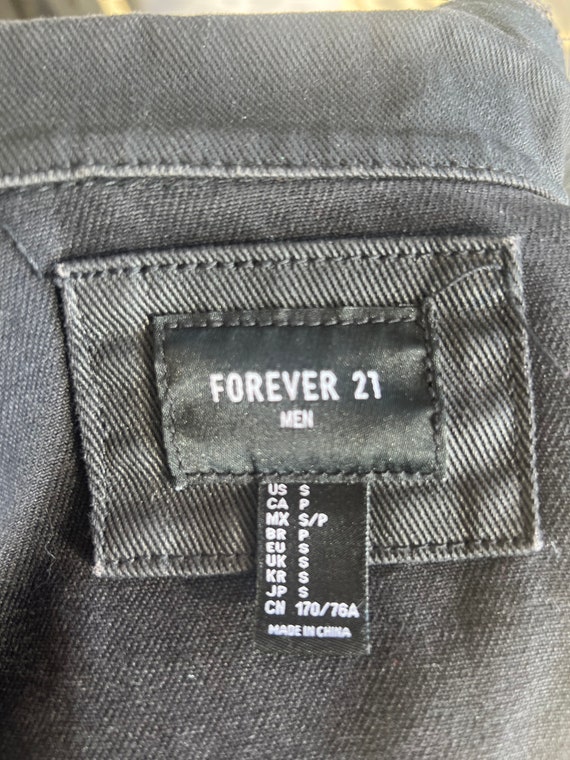 FOREVER 21
MEN
US S
CA P
MX S/P
BR P
EU S
UK S
KR S
JP S
CN 170/76A
MADE IN CHINA